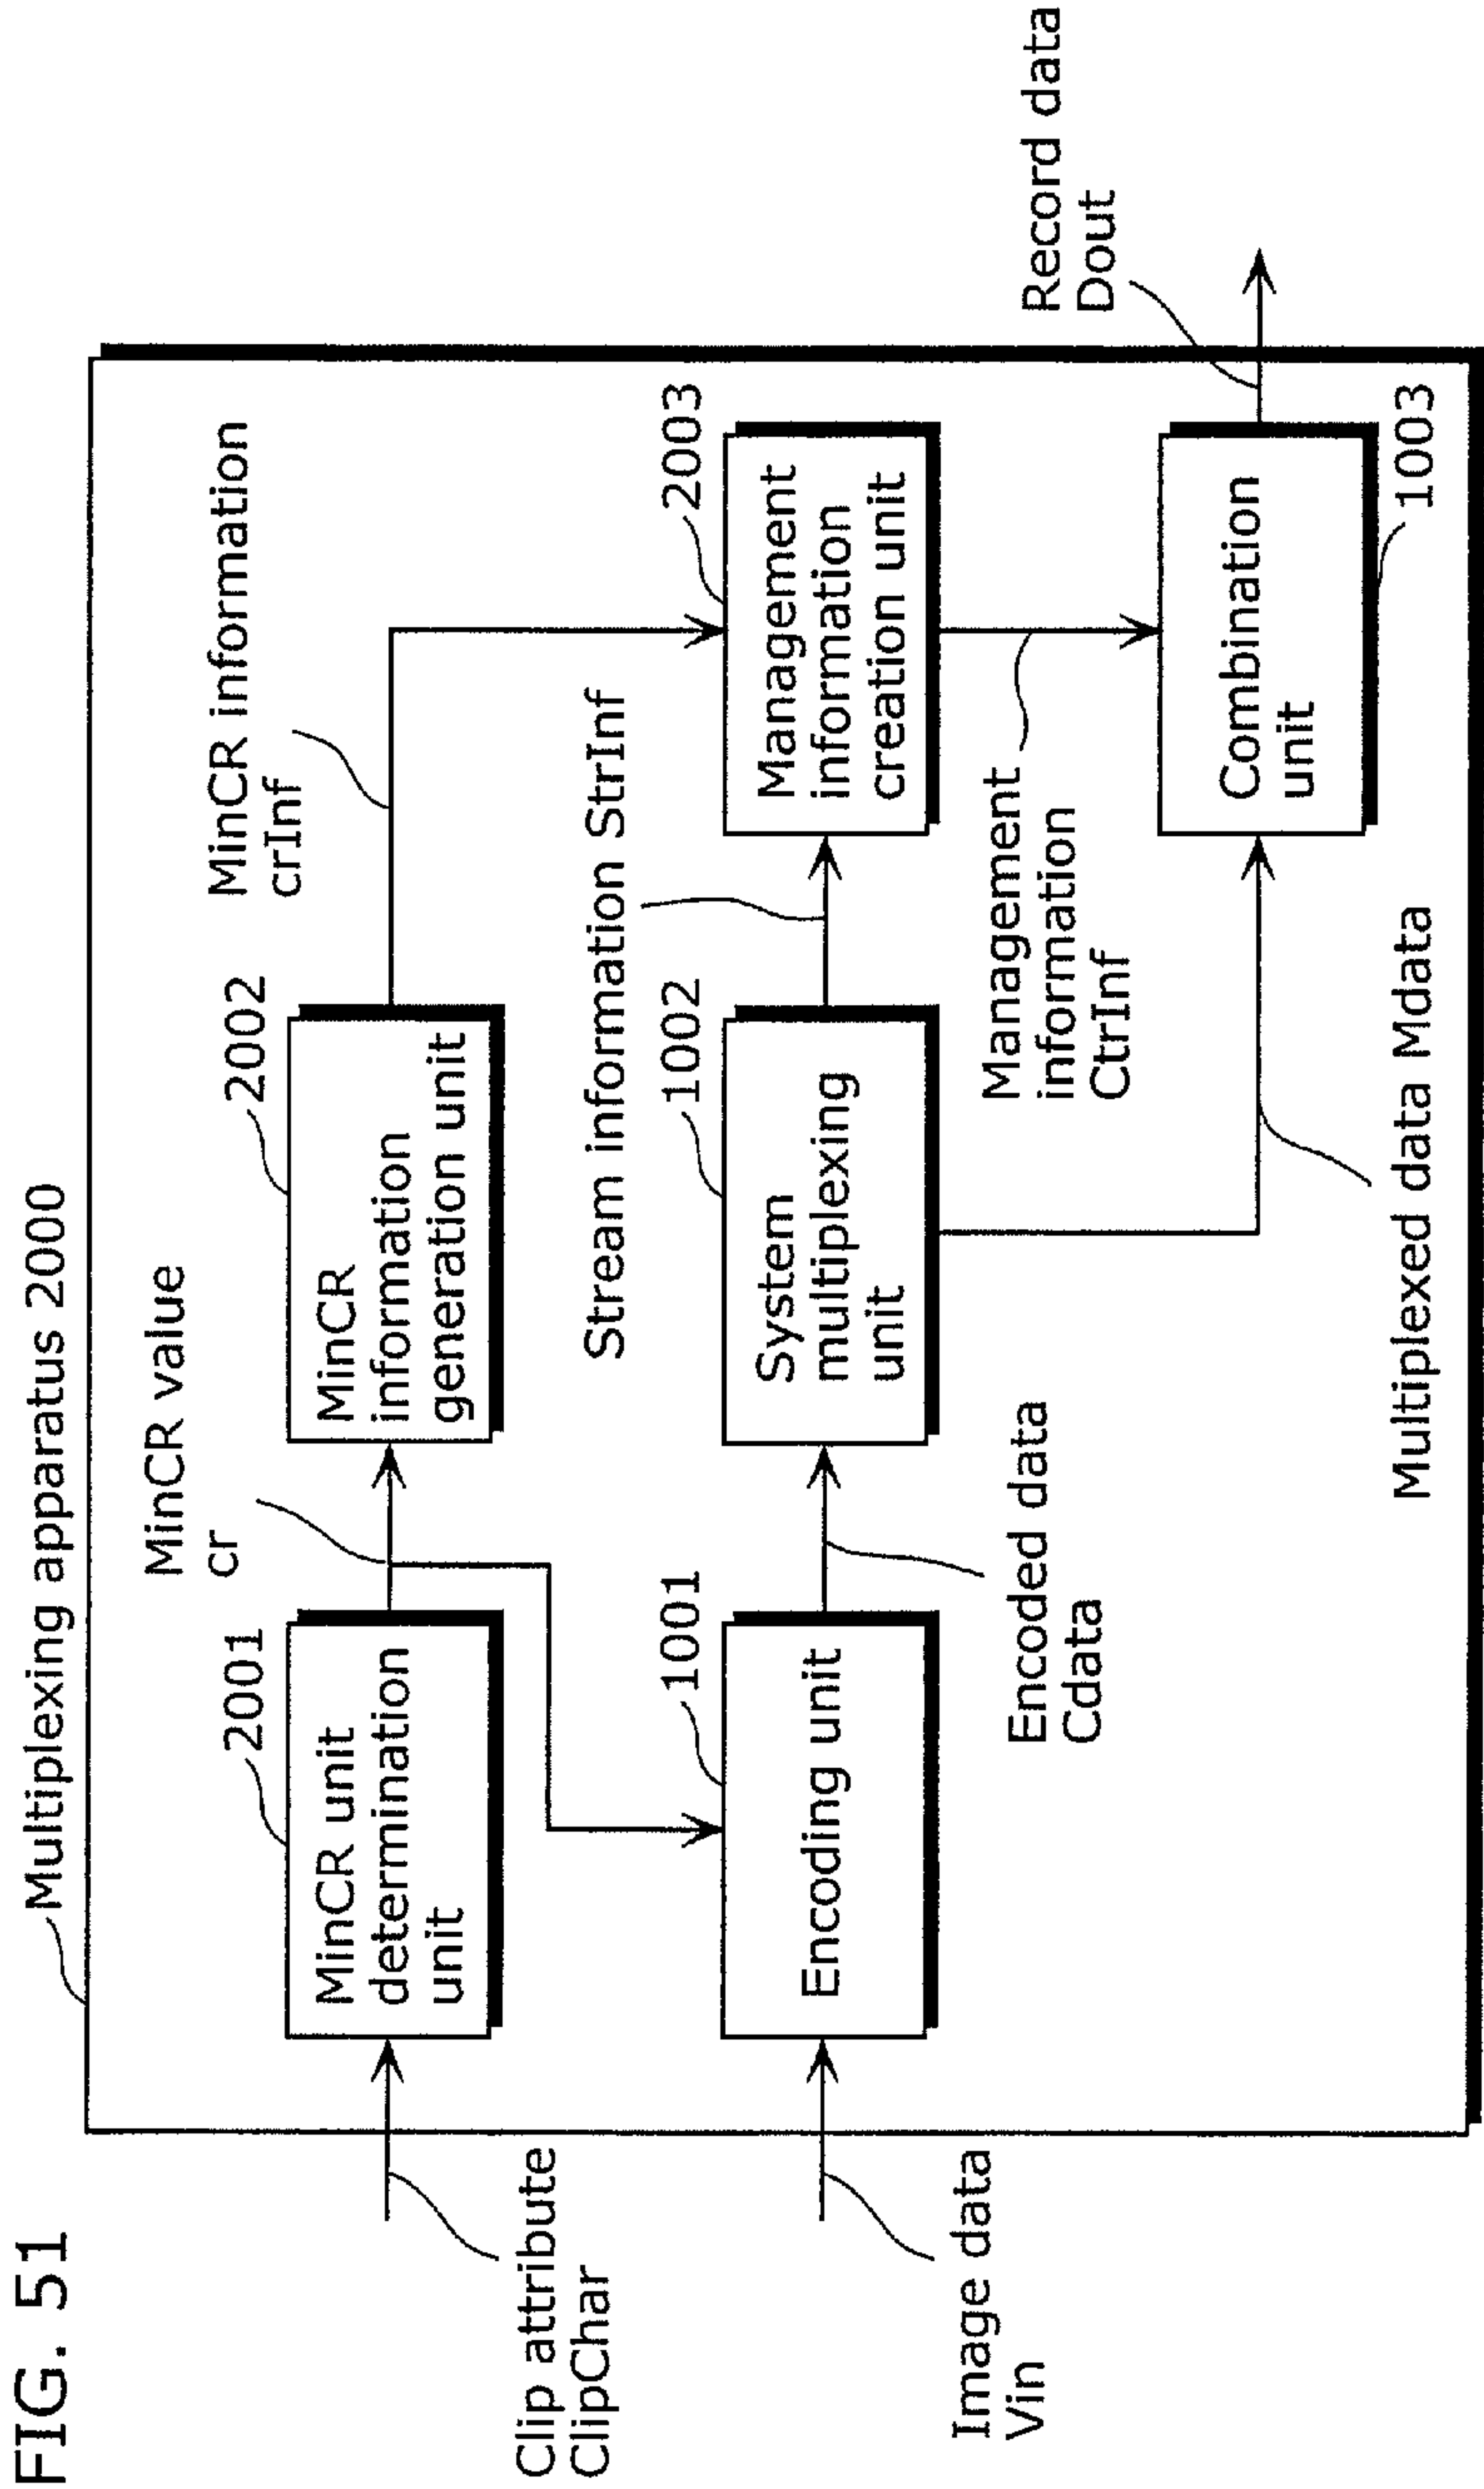 FIG. 51
Multiplexing apparatus 2000
Clip attribute
ClipChar
2001
MinCR unit
determination
unit
MinCR value
cr
2002
MinCR
information
generation unit
MinCR information
crInf
Image data
Vin
1001
Encoding unit
Encoded data
Cdata
1002
System
multiplexing
unit
Stream information StrInf
2003
Management
information
creation unit
Management
information
CtrInf
Multiplexed data Mdata
Combination
unit
1003
Record data
Dout